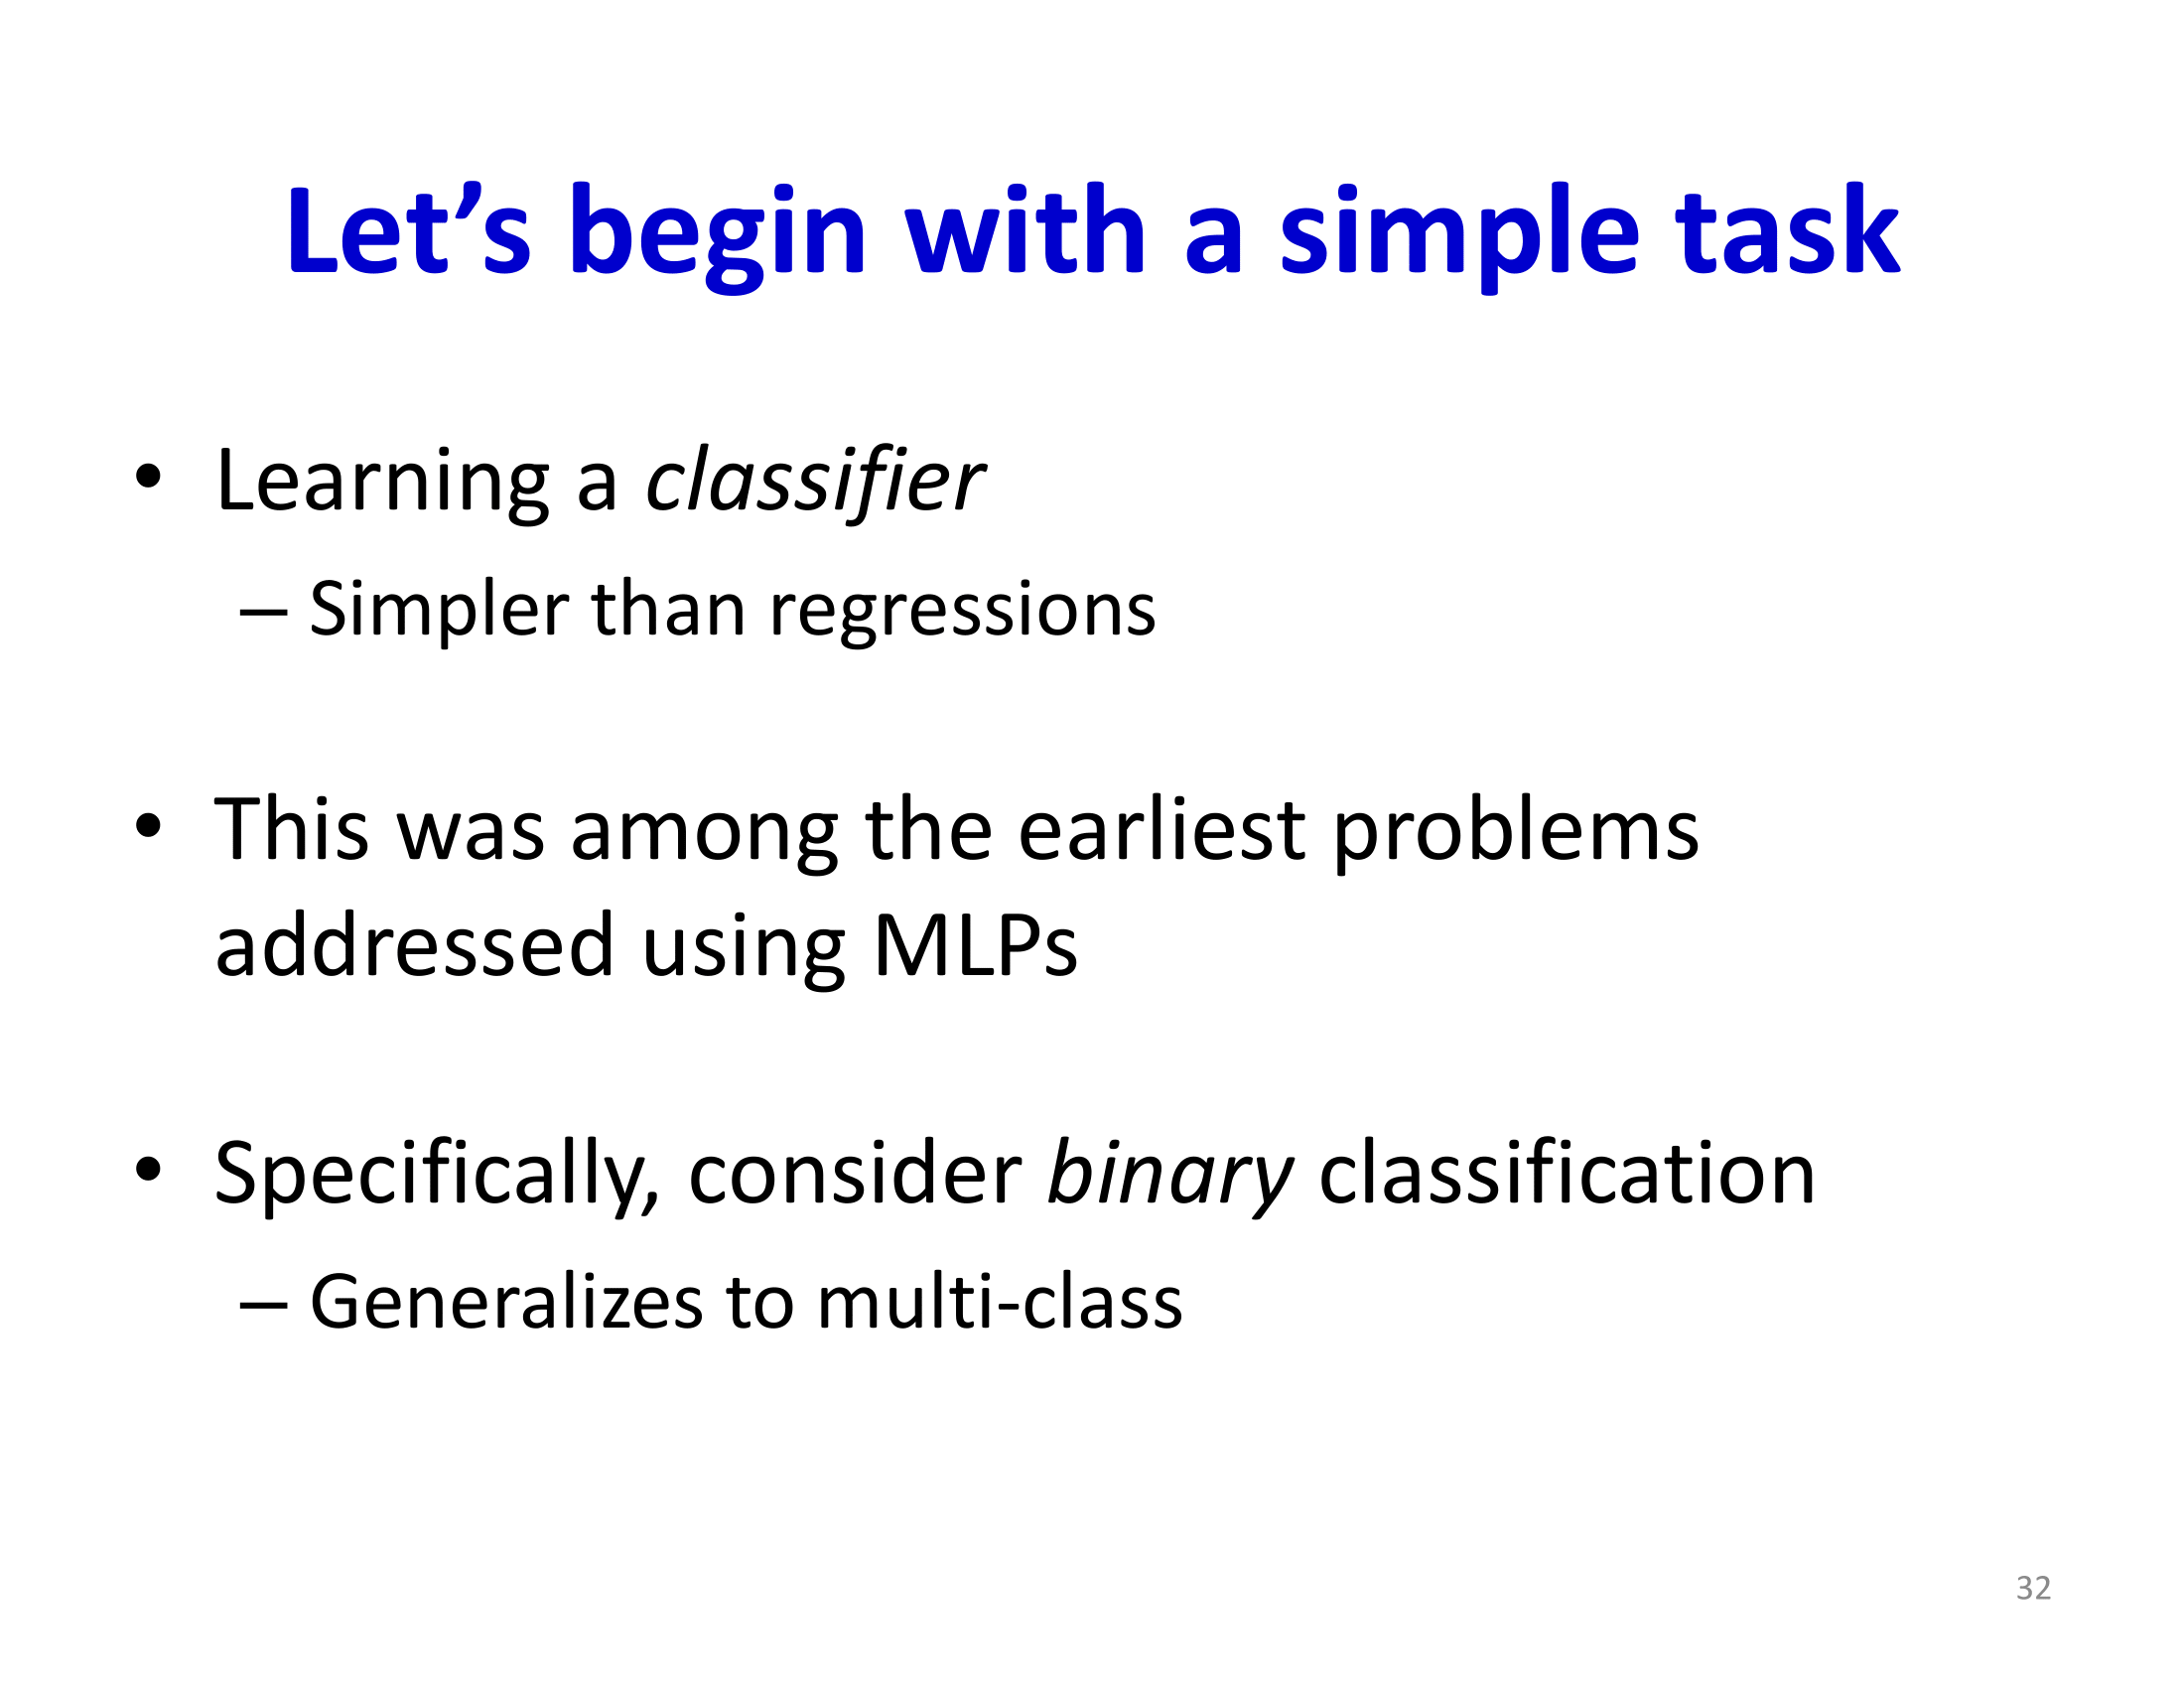 Let’s begin with a simple task
• Learning a classifier
– Simpler than regressions
• This was among the earliest problems
addressed using MLPs
• Specifically, consider binary classification
– Generalizes to multi-class
32